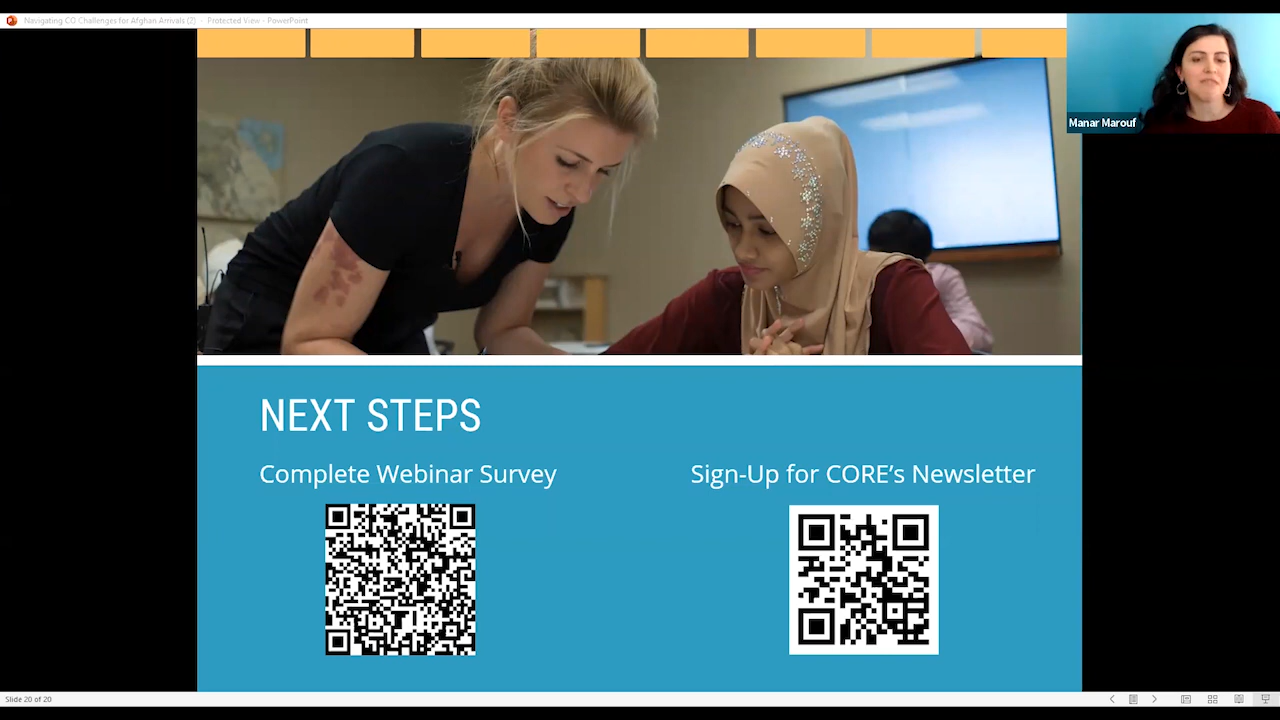 Navigating CO Challenges for Afghan Arrivals (2) - Protected View - PowerPoint
Manar Marouf
NEXT STEPS
Complete Webinar Survey
Sign-Up for CORE's Newsletter
Slide 20 of 20